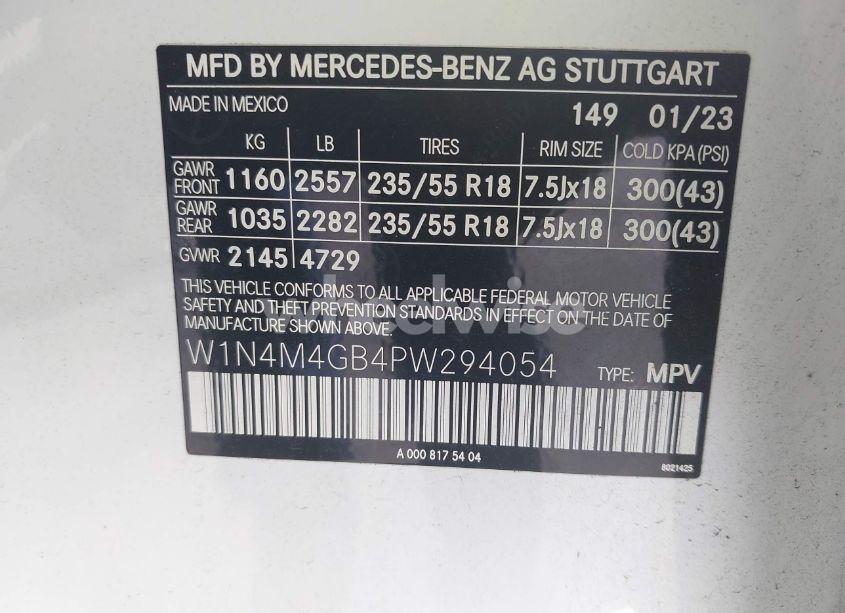 MFD BY MERCEDES-BENZ AG STUTTGART
MADE IN MEXICO 149 01/23
KG LB TIRES RIM SIZE COLD KPA (PSI)
GAWR FRONT 1160 2557 235/55 R18 7.5Jx18 300(43)
GAWR REAR 1035 2282 235/55 R18 7.5Jx18 300(43)
GVWR 2145 4729
THIS VEHICLE CONFORMS TO ALL APPLICABLE FEDERAL MOTOR VEHICLE
SAFETY AND THEFT PREVENTION STANDARDS IN EFFECT ON THE DATE OF
MANUFACTURE SHOWN ABOVE.
W1N4M4GB4PW294054 TYPE: MPV
A 000 817 54 04
8021425